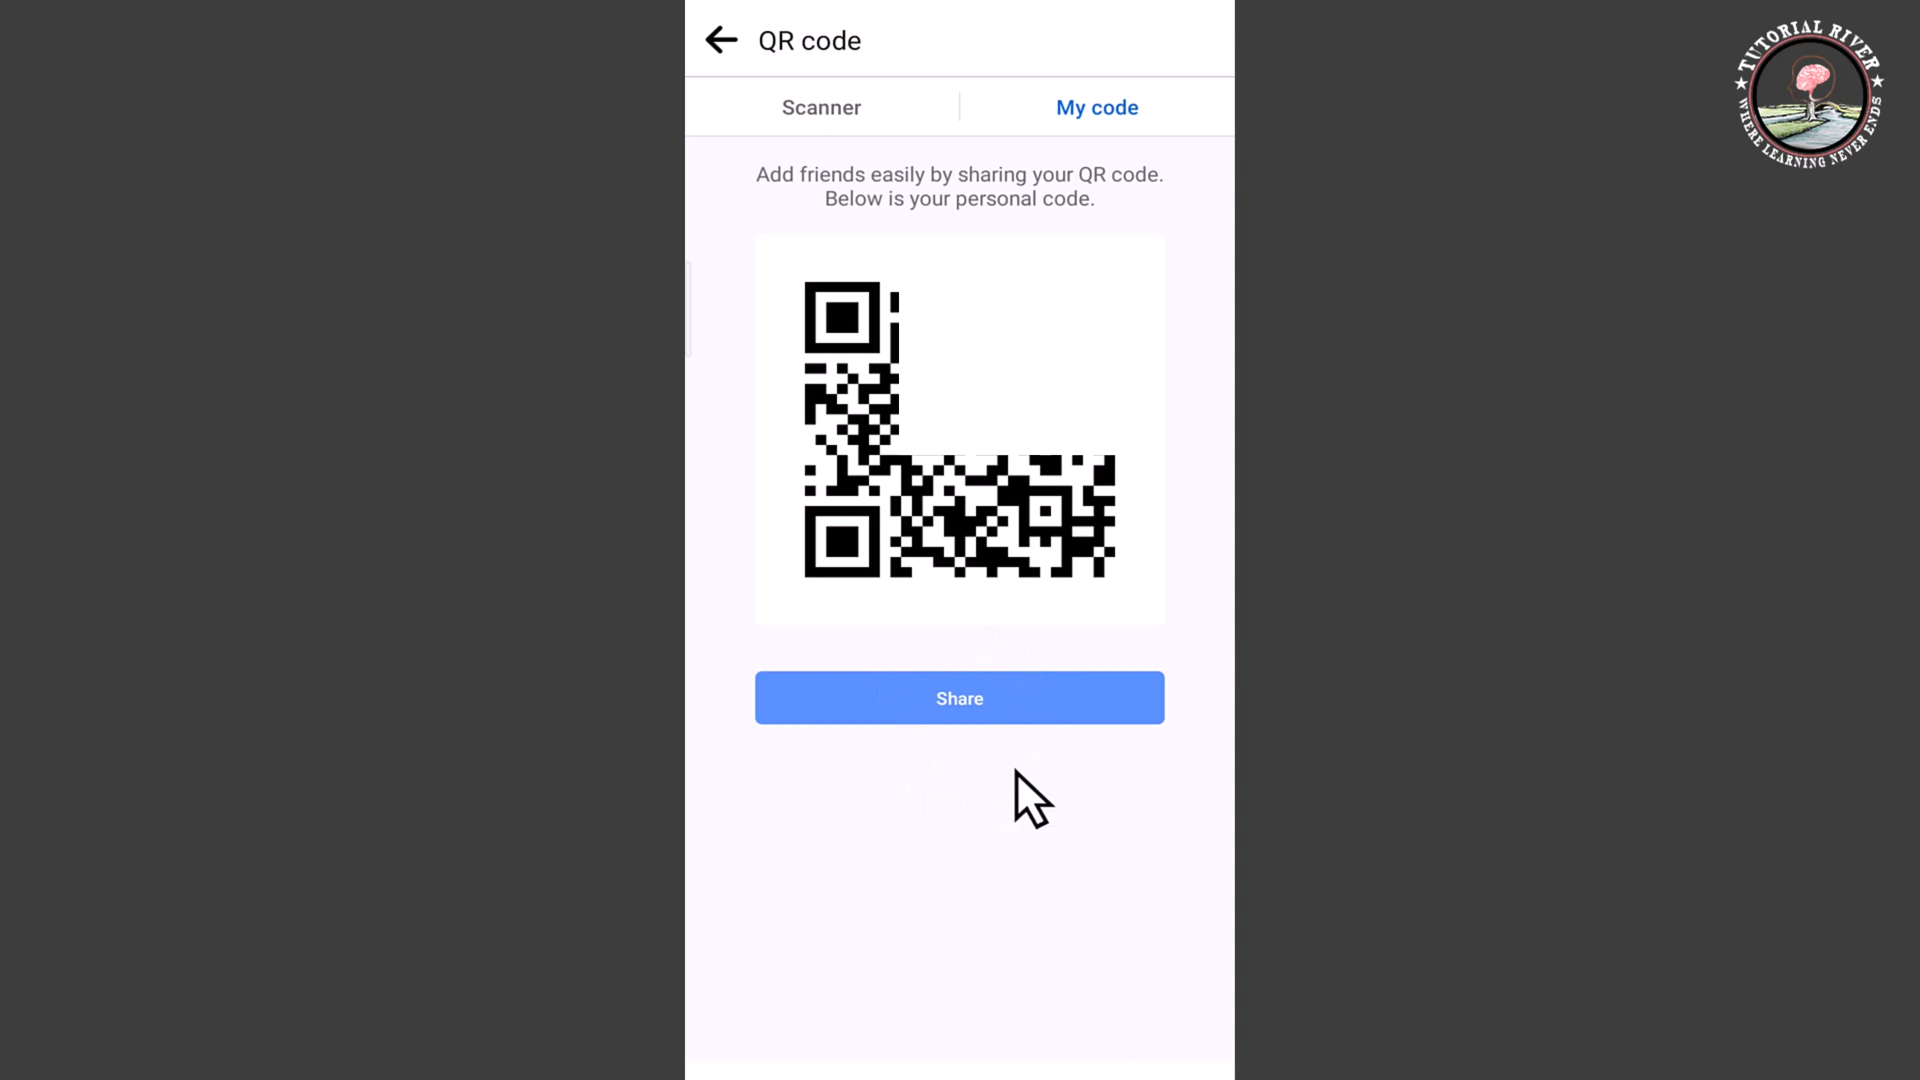 QR code
Scanner
My code
Add friends easily by sharing your QR code.
Below is your personal code.
Share
TUTORIAL RIVER
WHERE LEARNING NEVER ENDS